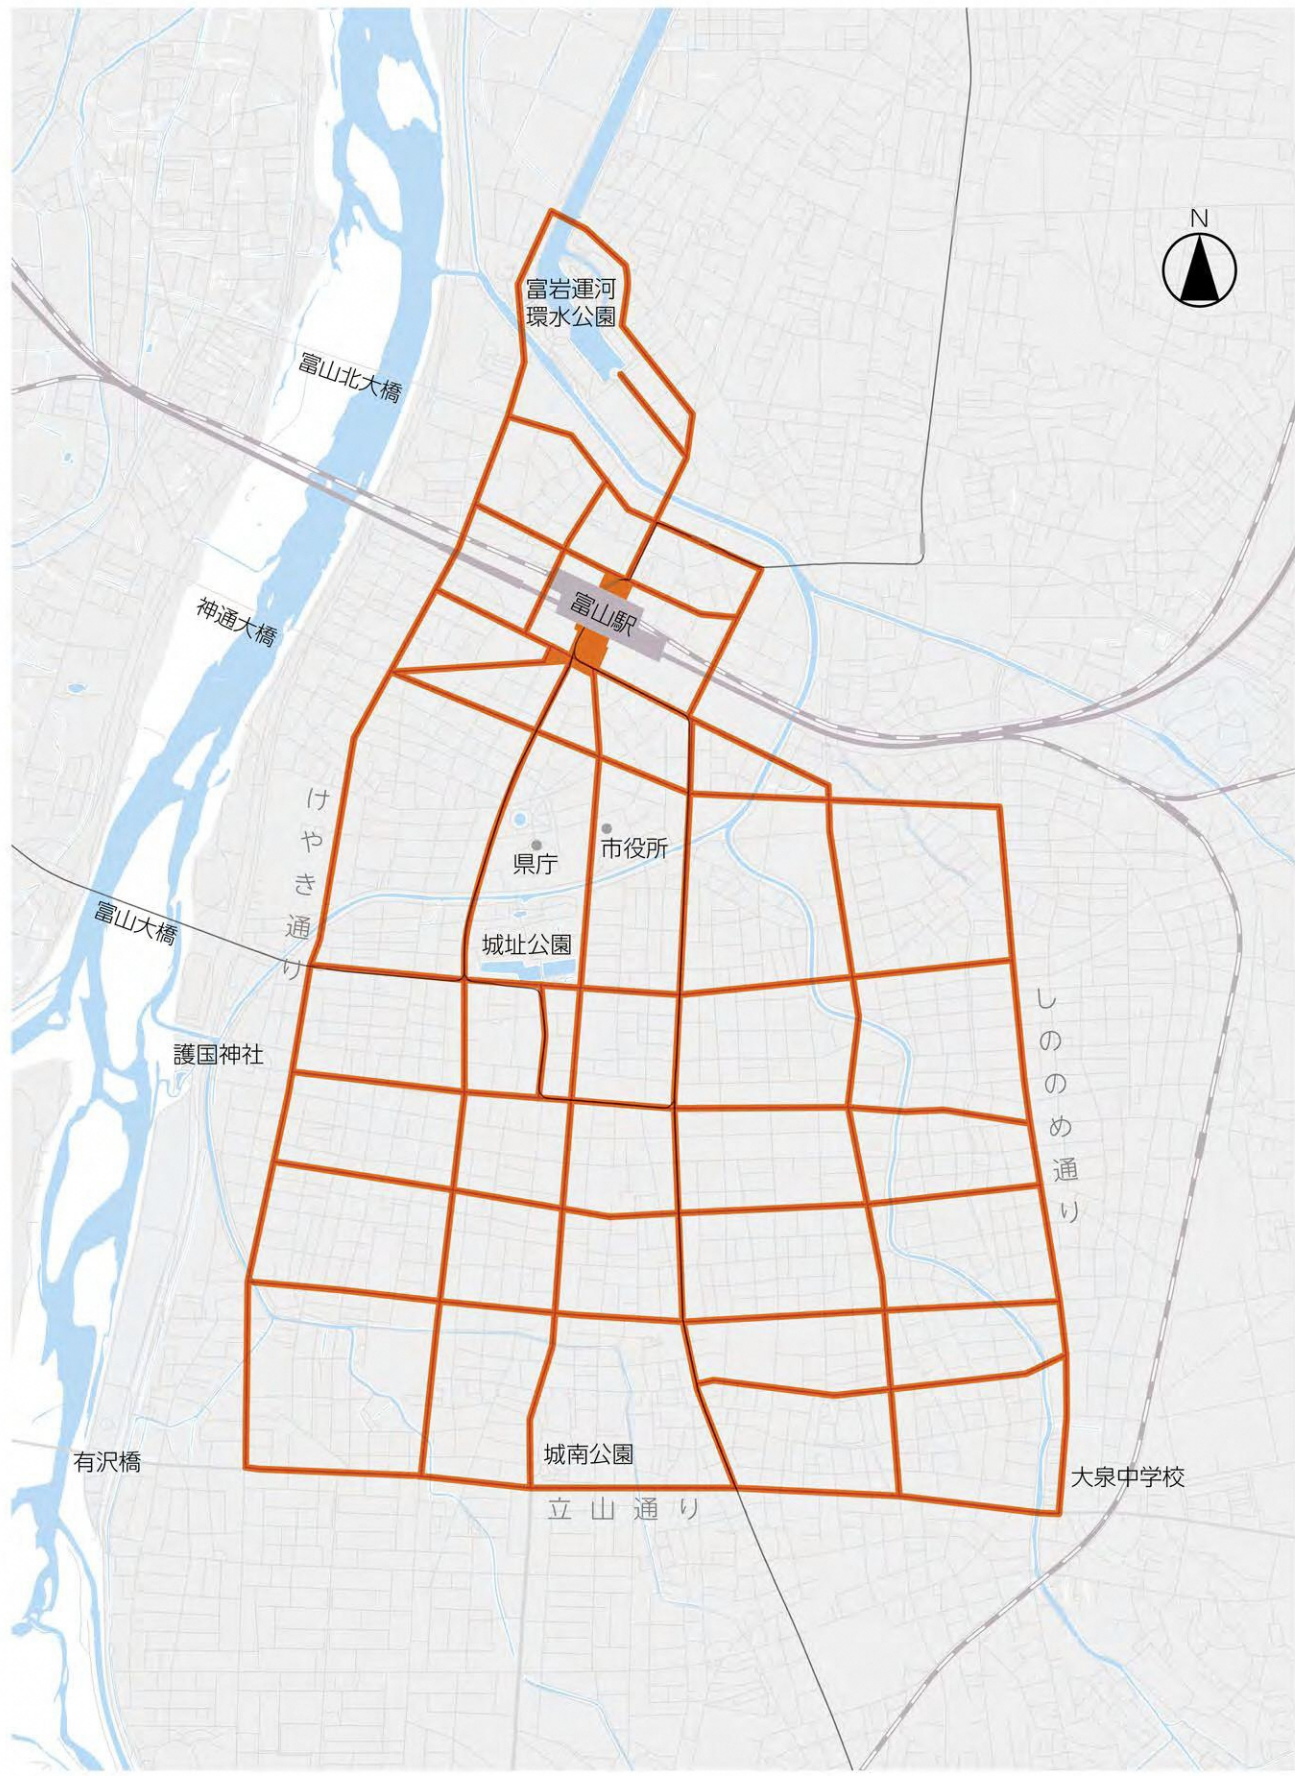 N
富岩運河
環水公園
富山北大橋
富山駅
神通大橋
けやき通り
市役所
県庁
富山大橋
城址公園
しののめ通り
護国神社
城南公園
有沢橋
大泉中学校
立山通り